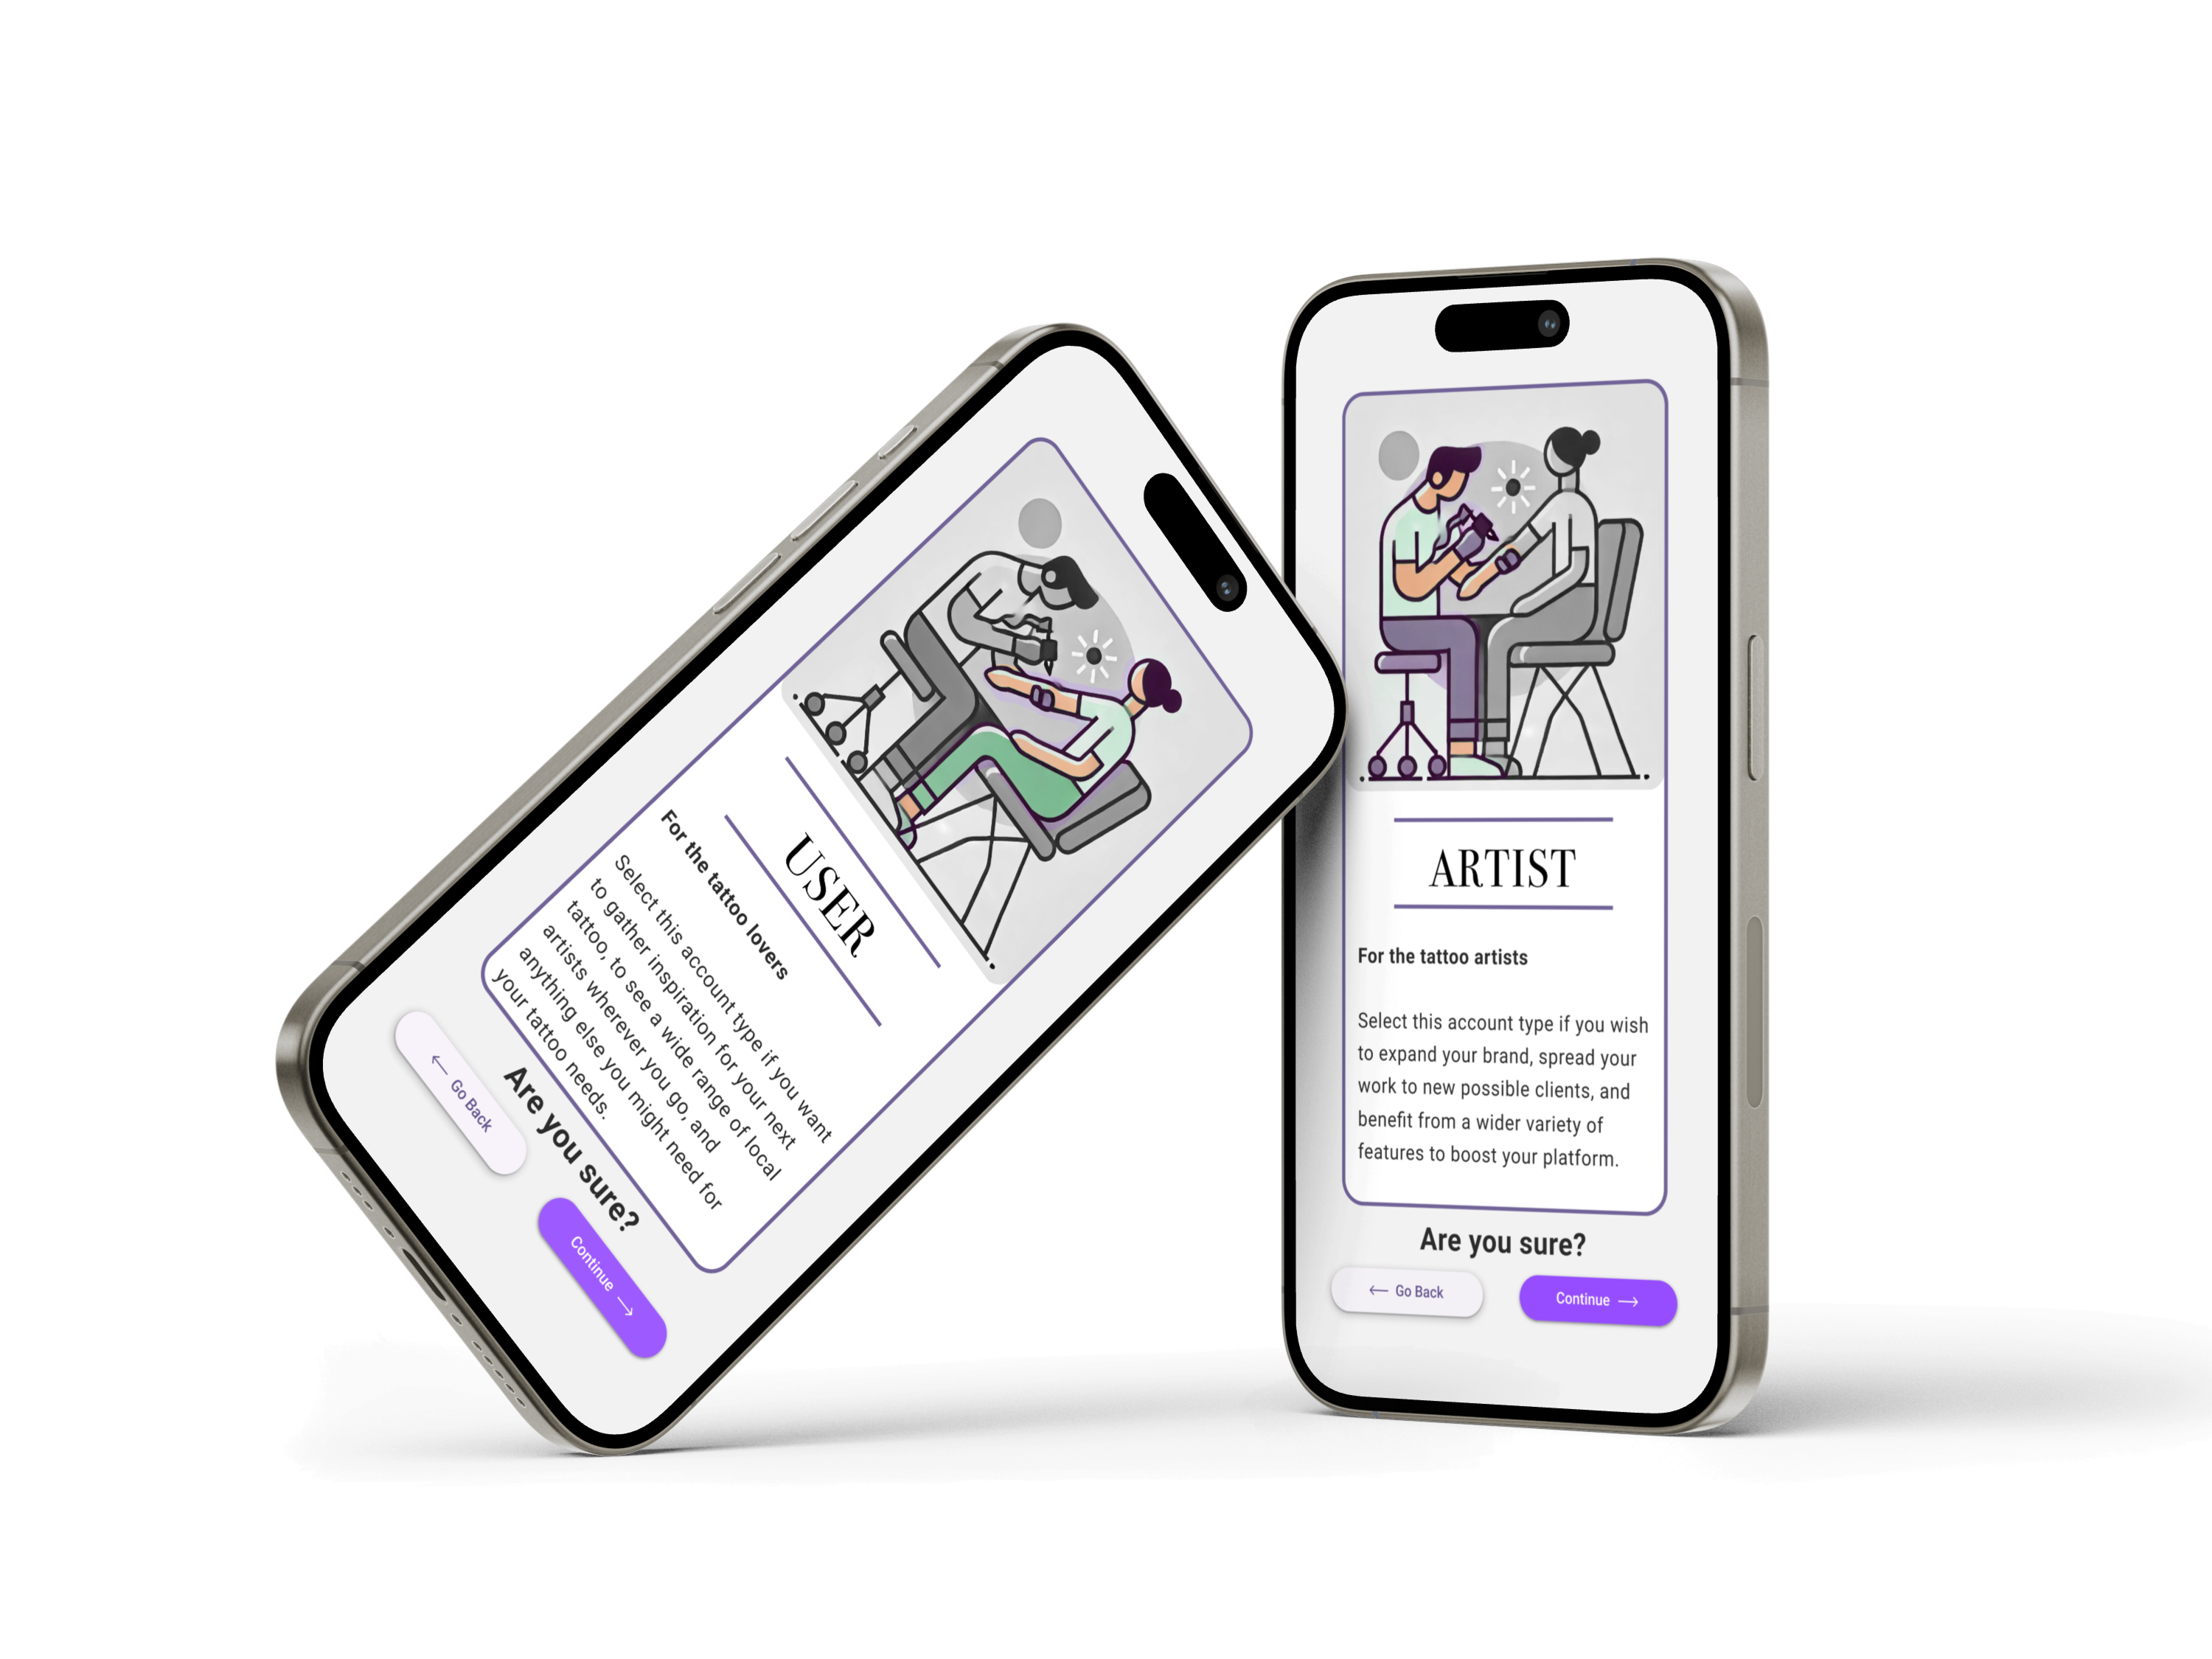 USER
For the tattoo lovers
Select this account type if you want
to gather inspiration for your next
tattoo, to see a wide range of local
artists wherever you go, and
anything else you might need for
your tattoo needs.
Are you sure?
← Go Back
Continue →
ARTIST
For the tattoo artists
Select this account type if you wish
to expand your brand, spread your
work to new possible clients, and
benefit from a wider variety of
features to boost your platform.
Are you sure?
← Go Back
Continue →